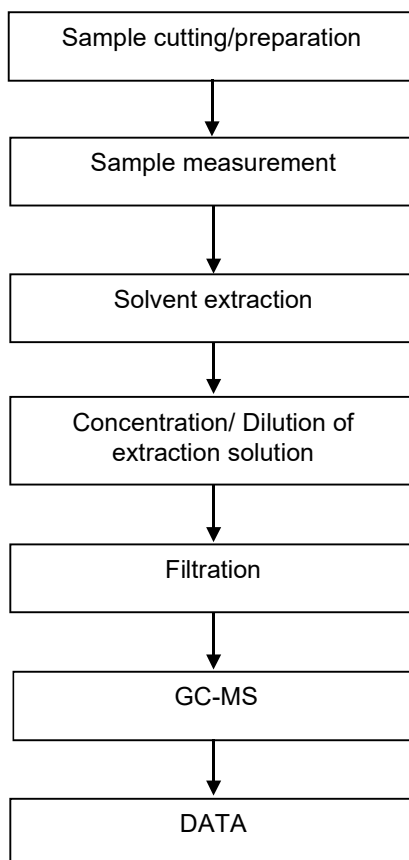 Sample cutting/preparation
Sample measurement
Solvent extraction
Concentration/ Dilution of
extraction solution
Filtration
GC-MS
DATA